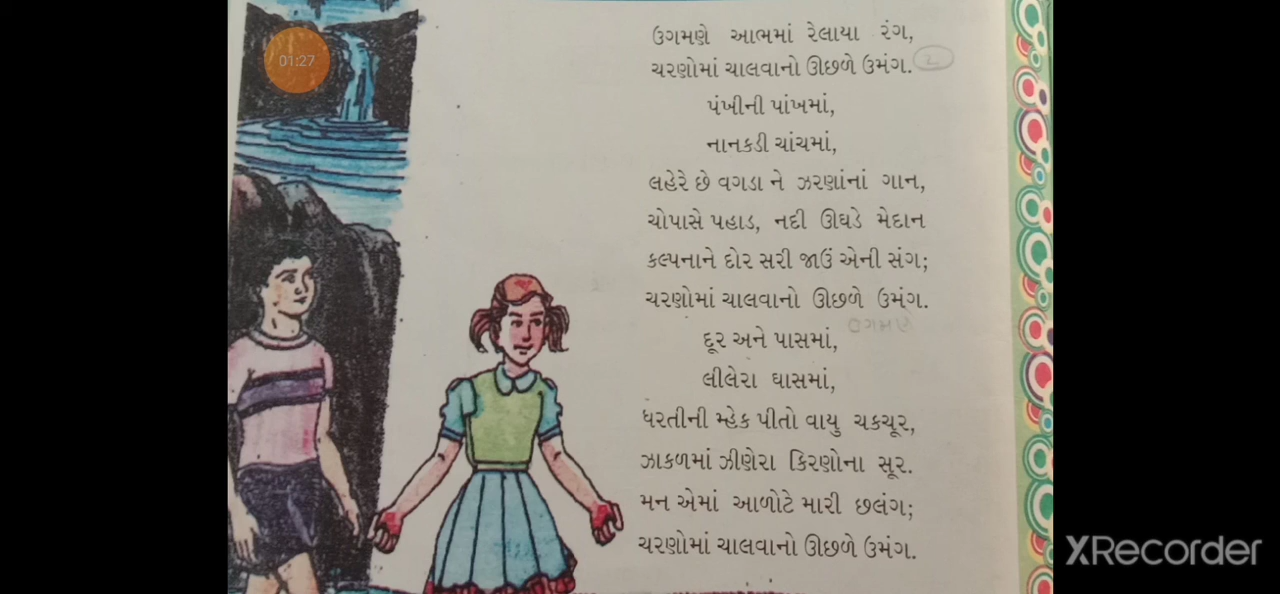 01:27
ઉગમણે આભમાં રેલાયા રંગ,
ચરણોમાં ચાલવાનો ઊછળે ઉમંગ.
પંખીની પાંખમાં,
નાનકડી ચાંચમાં,
લહેરે છે વગડા ને ઝરણાંનાં ગાન,
ચોપાસે પહાડ, નદી ઊઘડે મેદાન
કલ્પનાને દોર સરી જાઉં એની સંગ;
ચરણોમાં ચાલવાનો ઊછળે ઉમંગ.
ઉગમણે
દૂર અને પાસમાં,
લીલેરા ઘાસમાં,
ધરતીની મ્હેક પીતો વાયુ ચકચૂર,
ઝાકળમાં ઝીણેરા કિરણોના સૂર.
મન એમાં આળોટે મારી છલંગ;
ચરણોમાં ચાલવાનો ઊછળે ઉમંગ.
XRecorder